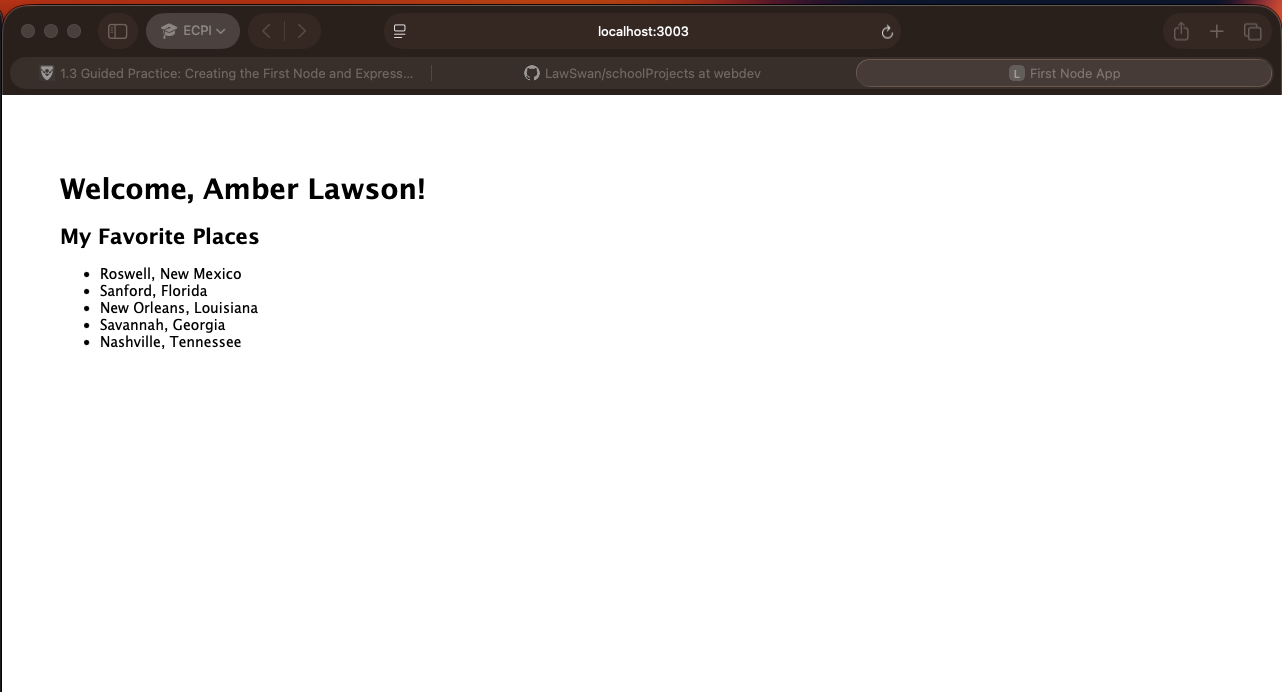 ECPI
localhost:3003
1.3 Guided Practice: Creating the First Node and Express...
LawSwan/schoolProjects at webdev
L First Node App
Welcome, Amber Lawson!
My Favorite Places
• Roswell, New Mexico
• Sanford, Florida
• New Orleans, Louisiana
• Savannah, Georgia
• Nashville, Tennessee